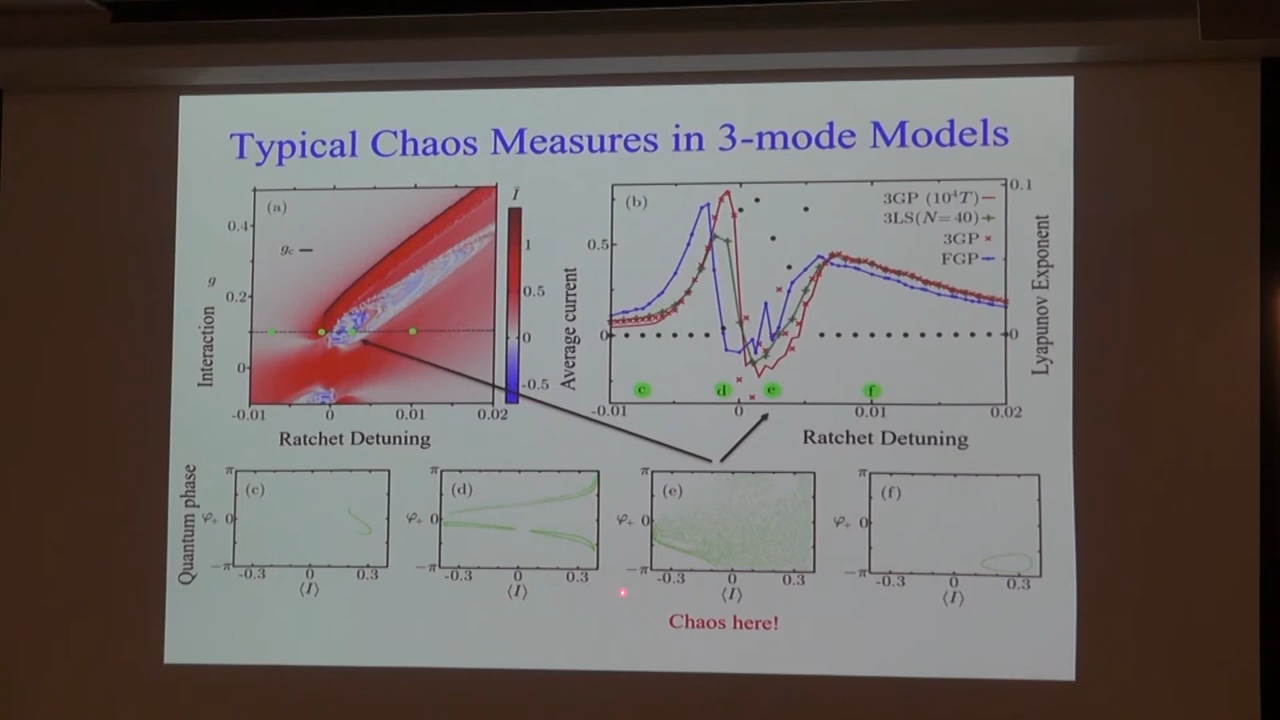 Typical Chaos Measures in 3-mode Models
(a)
0.4
g_c
g
0.2
0
Interaction
-0.01 0 0.01 0.02
Ratchet Detuning
Ī
1
0.5
0
-0.5
(b)
3GP (10⁴T)
3LS(N=40)
3GP
FGP
0.5
0
0.1
0
Average current
Lyapunov Exponent
c d e f
-0.01 0 0.01 0.02
Ratchet Detuning
Quantum phase
(c)
π
φ₊ 0
-π
-0.3 0 0.3
⟨I⟩
(d)
π
φ₊ 0
-π
-0.3 0 0.3
⟨I⟩
(e)
π
φ₊ 0
-π
-0.3 0 0.3
⟨I⟩
(f)
π
φ₊ 0
-π
-0.3 0 0.3
⟨I⟩
Chaos here!